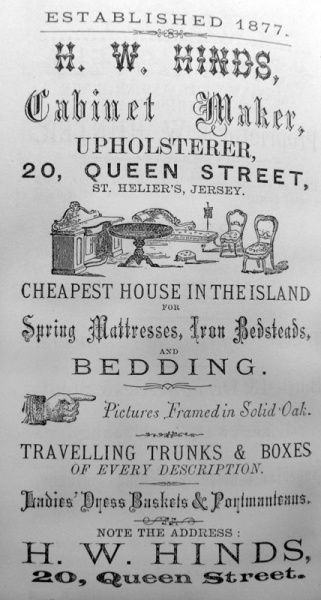 ESTABLISHED 1877.
H. W. HINDS,
Cabinet Maker,
UPHOLSTERER,
20, QUEEN STREET,
ST. HELIER'S, JERSEY.
CHEAPEST HOUSE IN THE ISLAND
FOR
Spring Mattresses, Iron Bedsteads,
AND
BEDDING.
Pictures Framed in Solid Oak.
TRAVELLING TRUNKS & BOXES
OF EVERY DESCRIPTION.
Ladies' Dress Baskets & Portmanteaus.
NOTE THE ADDRESS:
H. W. HINDS,
20, Queen Street.